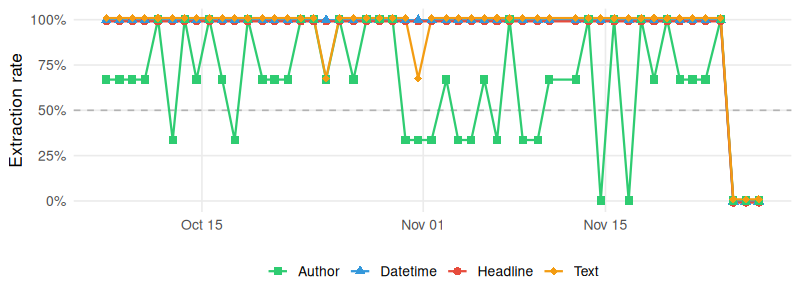 Extraction rate
100%
75%
50%
25%
0%
Oct 15
Nov 01
Nov 15
Author
Datetime
Headline
Text